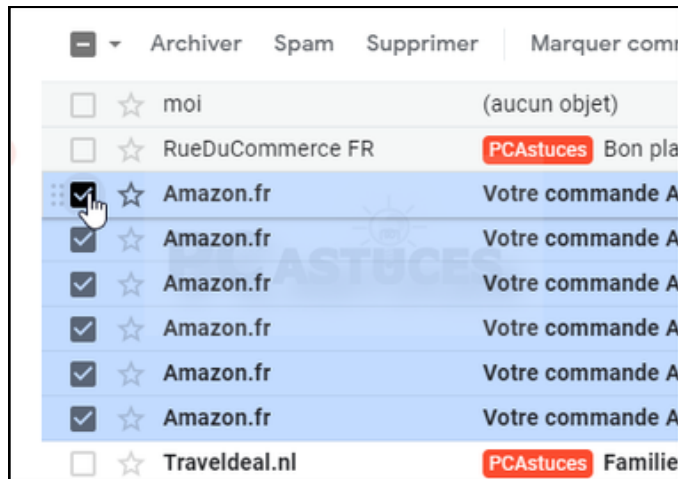 Archiver Spam Supprimer Marquer comm
moi (aucun objet)
RueDuCommerce FR PCAstuces Bon pla
Amazon.fr Votre commande A
Amazon.fr Votre commande A
Amazon.fr Votre commande A
Amazon.fr Votre commande A
Amazon.fr Votre commande A
Amazon.fr Votre commande A
Traveldeal.nl PCAstuces Familie
PC ASTUCES